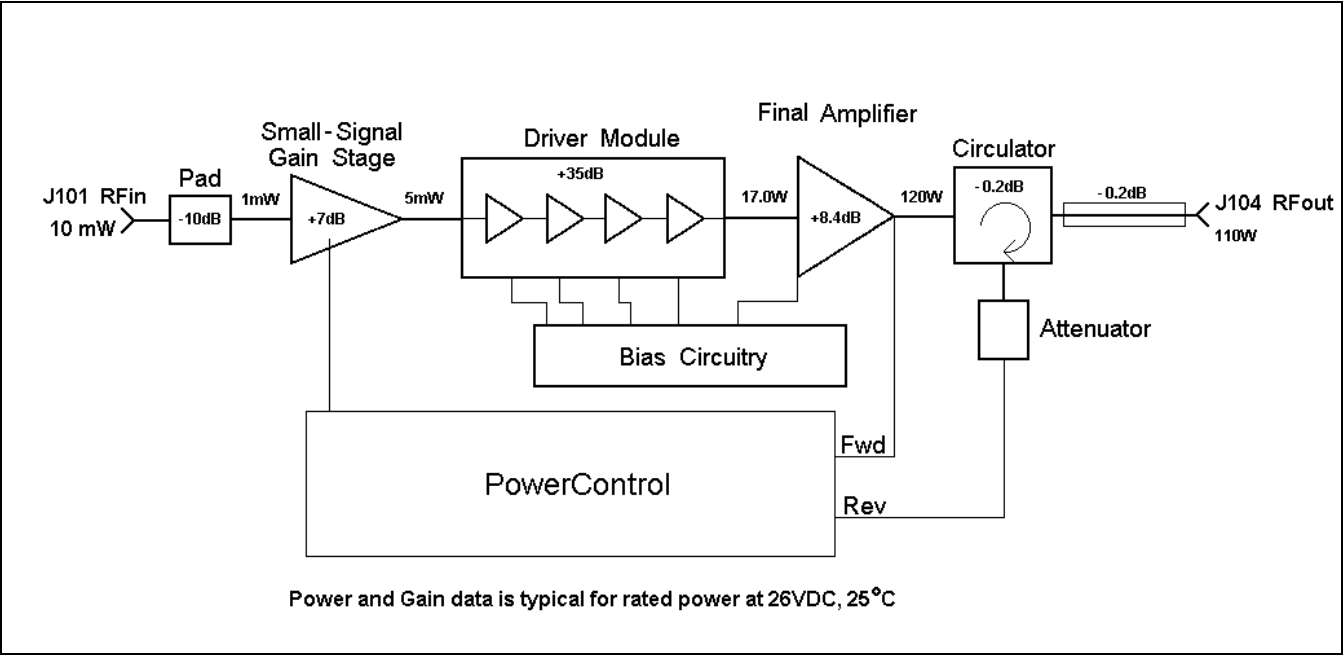 Final Amplifier
Small-Signal
Gain Stage
Driver Module
Circulator
Pad
+35dB
J101 RFin
10 mW
-10dB
1mW
+7dB
5mW
17.0W
+8.4dB
120W
-0.2dB
-0.2dB
J104 RFout
110W
Attenuator
Bias Circuitry
Fwd
PowerControl
Rev
Power and Gain data is typical for rated power at 26VDC, 25°C